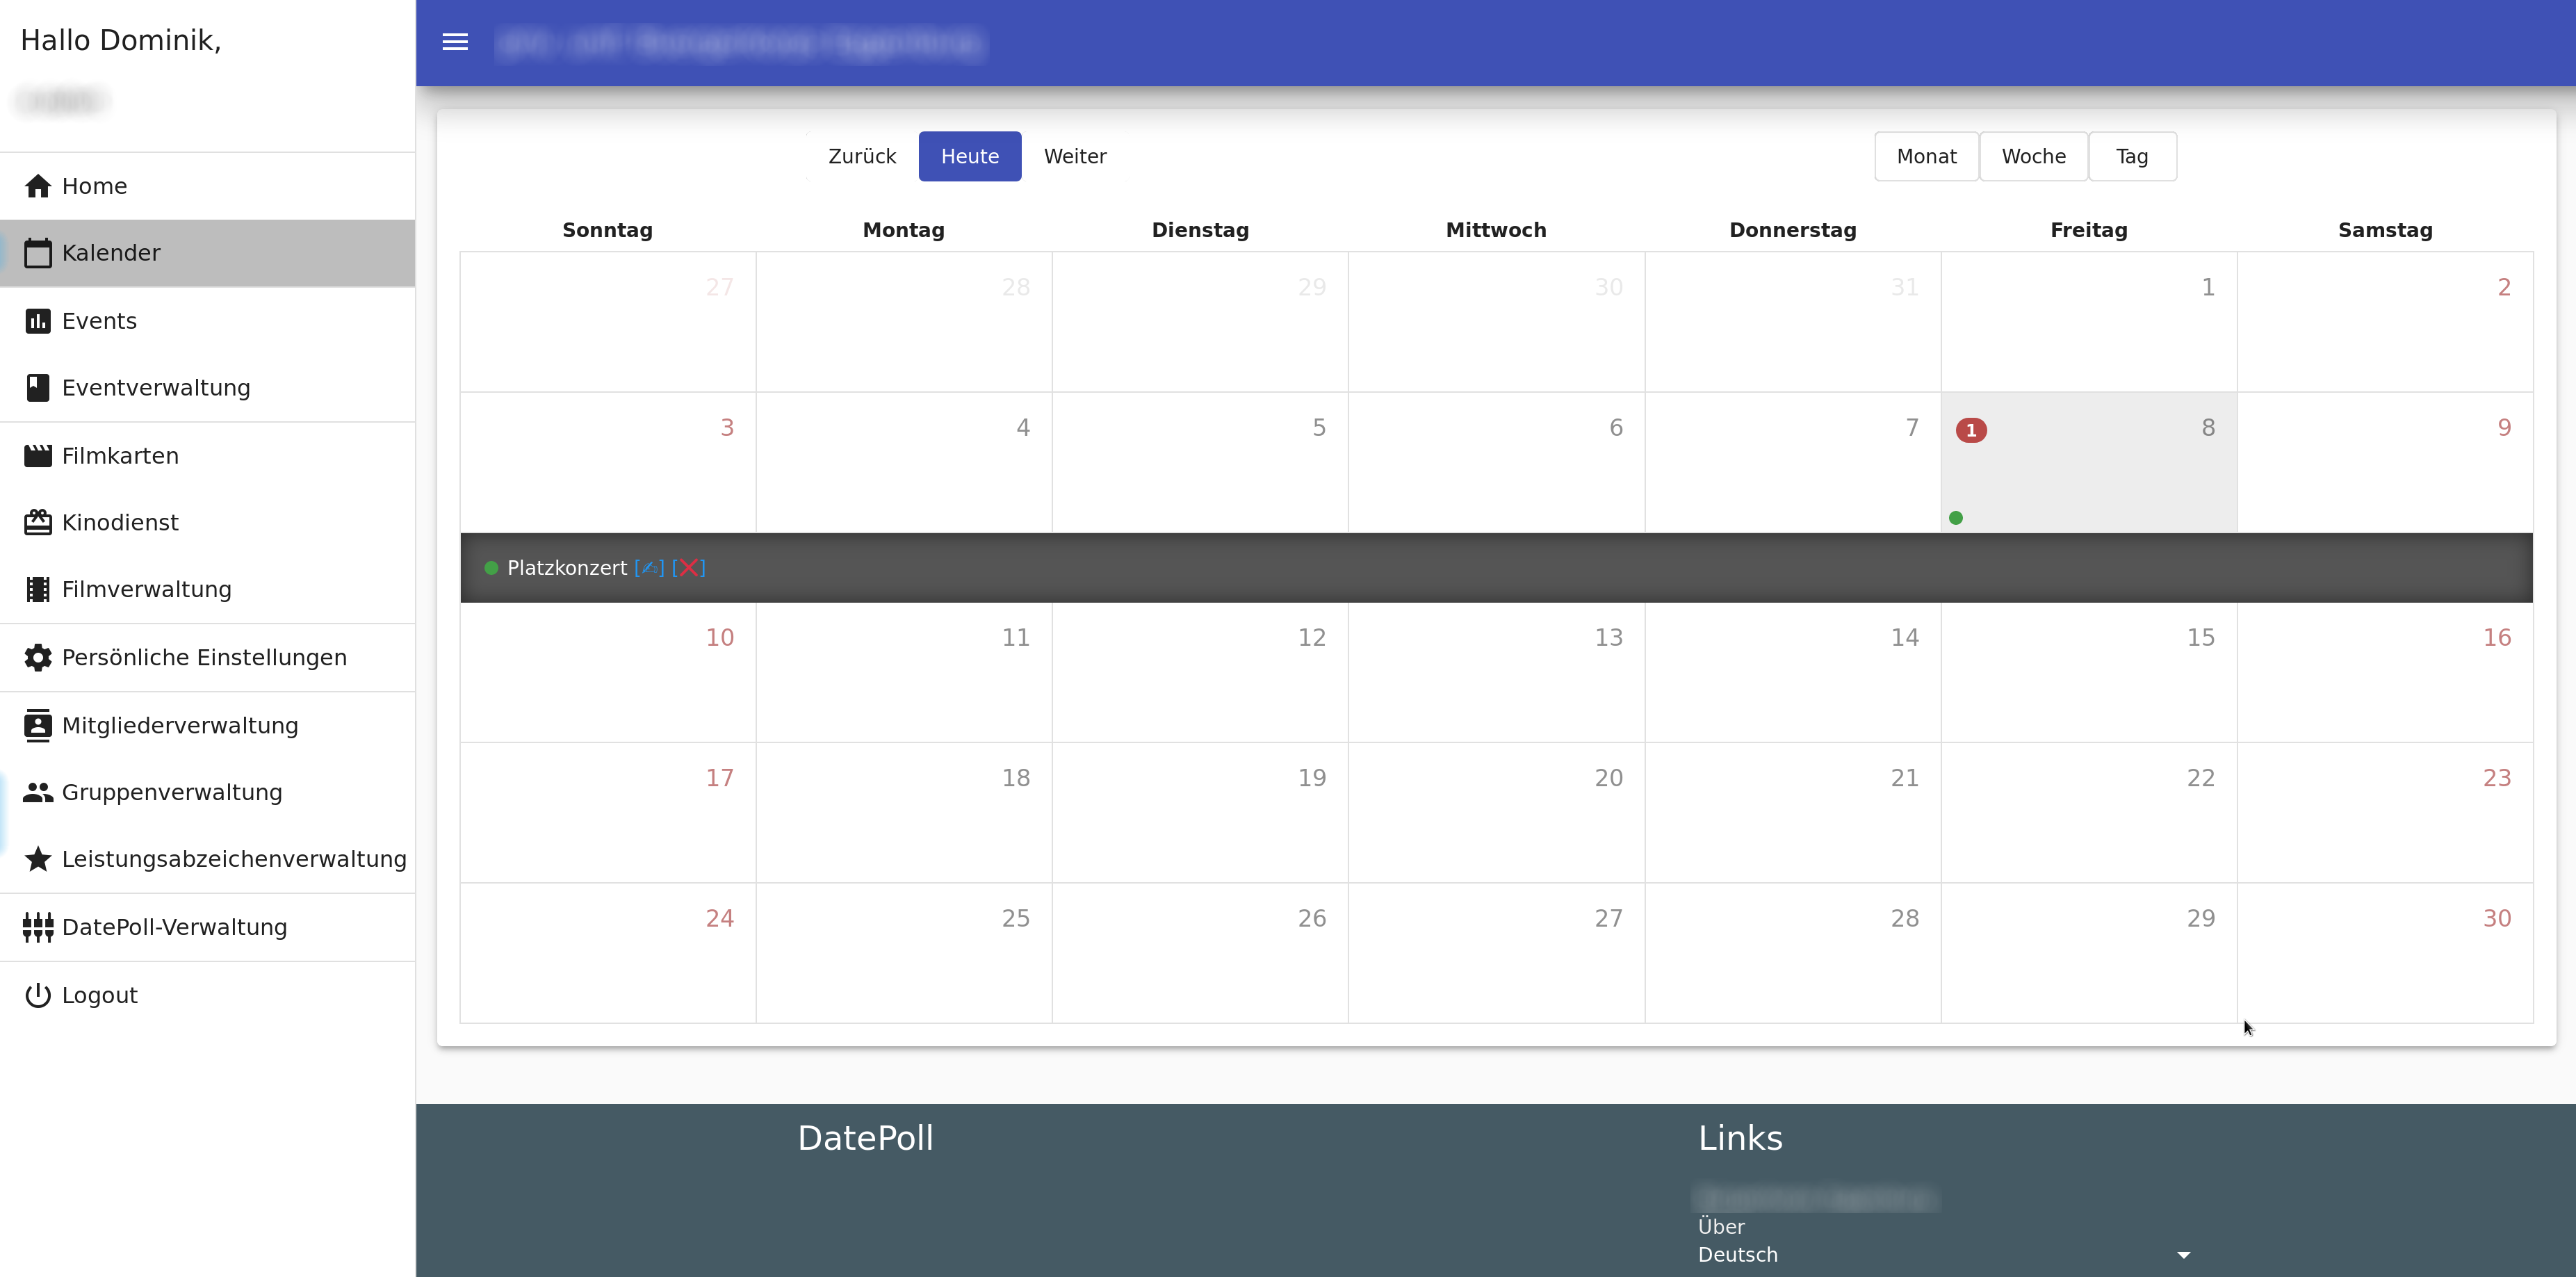 Hallo Dominik,
Home
Kalender
Events
Eventverwaltung
Filmkarten
Kinodienst
Filmverwaltung
Persönliche Einstellungen
Mitgliederverwaltung
Gruppenverwaltung
Leistungsabzeichenverwaltung
DatePoll-Verwaltung
Logout
Zurück Heute Weiter Monat Woche Tag
Sonntag Montag Dienstag Mittwoch Donnerstag Freitag Samstag
27 28 29 30 31 1 2
3 4 5 6 7 1 8 9
Platzkonzert [✍] [❌]
10 11 12 13 14 15 16
17 18 19 20 21 22 23
24 25 26 27 28 29 30
DatePoll
Links
Über
Deutsch